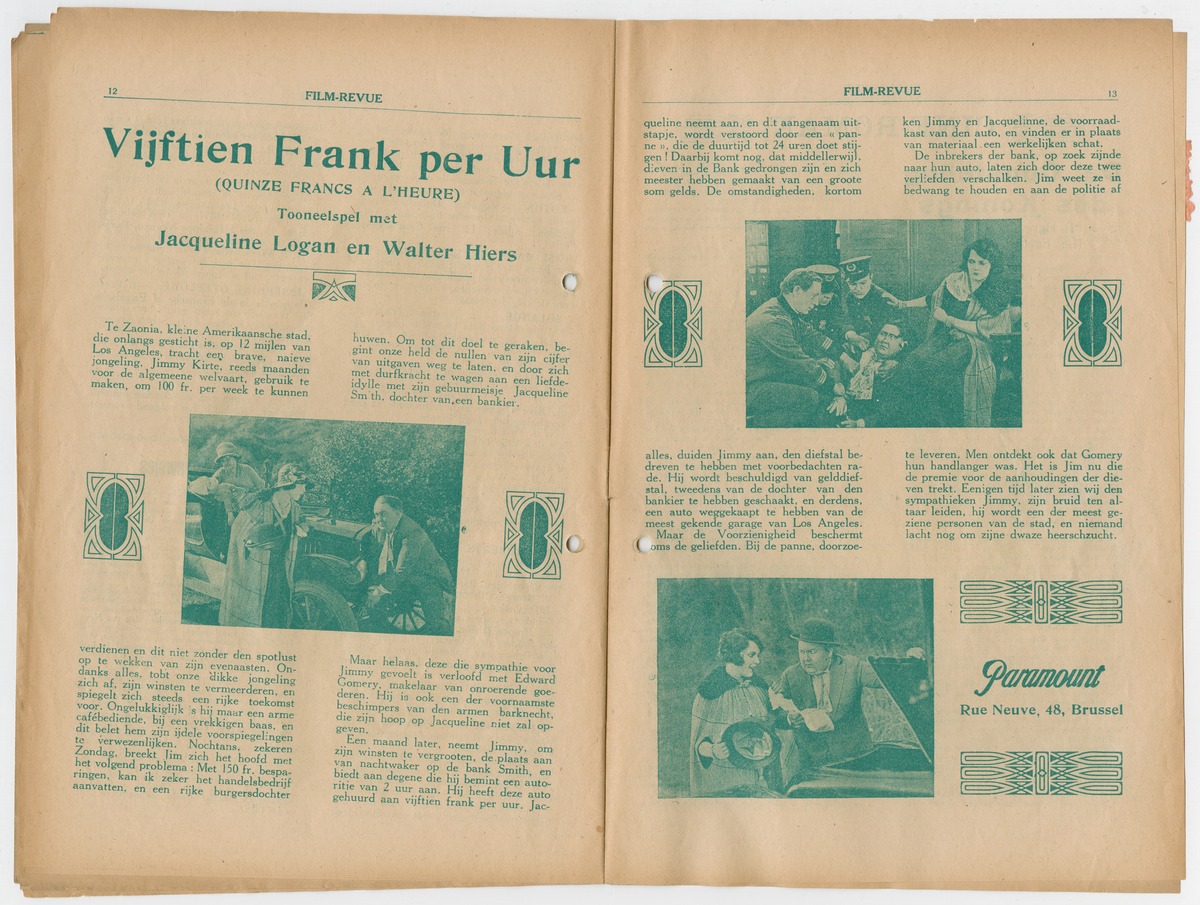 12
FILM-REVUE
Vijftien Frank per Uur
(QUINZE FRANCS A L'HEURE)
Tooneelspel met
Jacqueline Logan en Walter Hiers
Te Zaonia, kleine Amerikaansche stad,
die onlangs gesticht is, op 12 mijlen van
Los Angeles, tracht een brave, naieve
jongeling. Jimmy Kirte, reeds maanden
voor de algemeene welvaart, gebruik te
maken, om 100 fr. per week te kunnen
huwen. Om tot dit doel te geraken, be-
gint onze held de nullen van zijn cijfer
van uitgaven weg te laten, en door zich
met durfkracht te wagen aan een liefde-
idylle met zijn gebuurmeisje Jacqueline
Smith, dochter van een bankier.
verdienen en dit niet zonder den spotlust
op te wekken van zijn evenaasten. On-
danks alles, tobt onze dikke jongeling
zich af, zijn winsten te vermeerderen, en
spiegelt zich steeds een rijke toekomst
voor. Ongelukkiglijk 's hij maar een arme
cafébediende, bij een vrekkigen baas, en
dit belet hem zijn ijdele voorspiegelingen
te verwezenlijken. Nochtans, zekeren
Zondag, breekt Jim zich het hoofd met
het volgend problema : Met 150 fr. bespa-
ringen, kan ik zeker het handelsbedrijf
aanvatten, en een rijke burgersdochter
Maar helaas, deze die sympathie voor
Jimmy gevoelt is verloofd met Edward
Gomery, makelaar van onroerende goe-
deren. Hij is ook een der voornaamste
beschimpers van den armen barknecht,
die zijn hoop op Jacqueline niet zal op-
geven.
Een maand later, neemt Jimmy, om
zijn winsten te vergrooten, de plaats aan
van nachtwaker op de bank Smith, en
biedt aan degene die hij bemint een auto-
ritie van 2 uur aan. Hij heeft deze auto
gehuurd aan vijftien frank per uur. Jac-
FILM-REVUE
13
queline neemt aan, en dit aangenaam uit-
stapje, wordt verstoord door een « pan-
ne », die de duurtijd tot 24 uren doet stij-
gen ! Daarbij komt nog, dat middellerwijl,
dieven in de Bank gedrongen zijn en zich
meester hebben gemaakt van een groote
som gelds. De omstandigheden, kortom
ken Jimmy en Jacquelinne, de voorraad-
kast van den auto, en vinden er in plaats
van materiaal een werkelijken schat.
De inbrekers der bank, op zoek zijnde
naar hun auto, laten zich door deze twee
verliefden verschalken. Jim weet ze in
bedwang te houden en aan de politie af
alles, duiden Jimmy aan, den diefstal be-
dreven te hebben met voorbedachten ra-
de. Hij wordt beschuldigd van gelddief-
stal, tweedens van de dochter van den
bankier te hebben geschaakt, en derdens,
een auto weggekaapt te hebben van de
meest gekende garage van Los Angeles.
Maar de Voorzienigheid beschermt
soms de geliefden. Bij de panne, doorzoe-
te leveren. Men ontdekt ook dat Gomery
hun handlanger was. Het is Jim nu die
de premie voor de aanhoudingen der die-
ven trekt. Eenigen tijd later zien wij den
sympathieken jimmy, zijn bruid ten al-
taar leiden, hij wordt een der meest ge-
ziene personen van de stad, en niemand
lacht nog om zijne dwaze heerschzucht.
Paramount
Rue Neuve, 48, Brussel